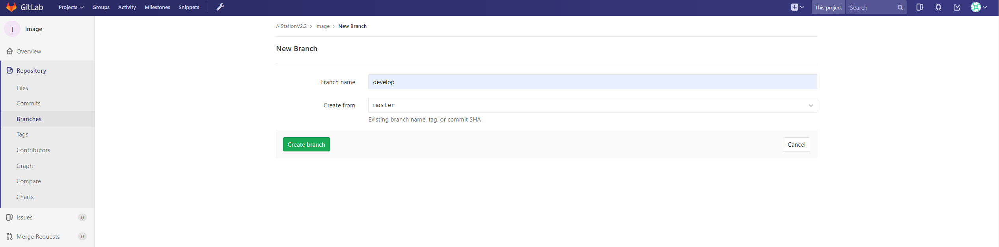 GitLab Projects Groups Activity Milestones Snippets This project Search
I image
AIStationV2.2 > image > New Branch
New Branch
Overview
Repository
Files
Commits
Branches
Tags
Contributors
Graph
Compare
Charts
Issues 0
Merge Requests 0
Branch name develop
Create from master
Existing branch name, tag, or commit SHA
Create branch Cancel